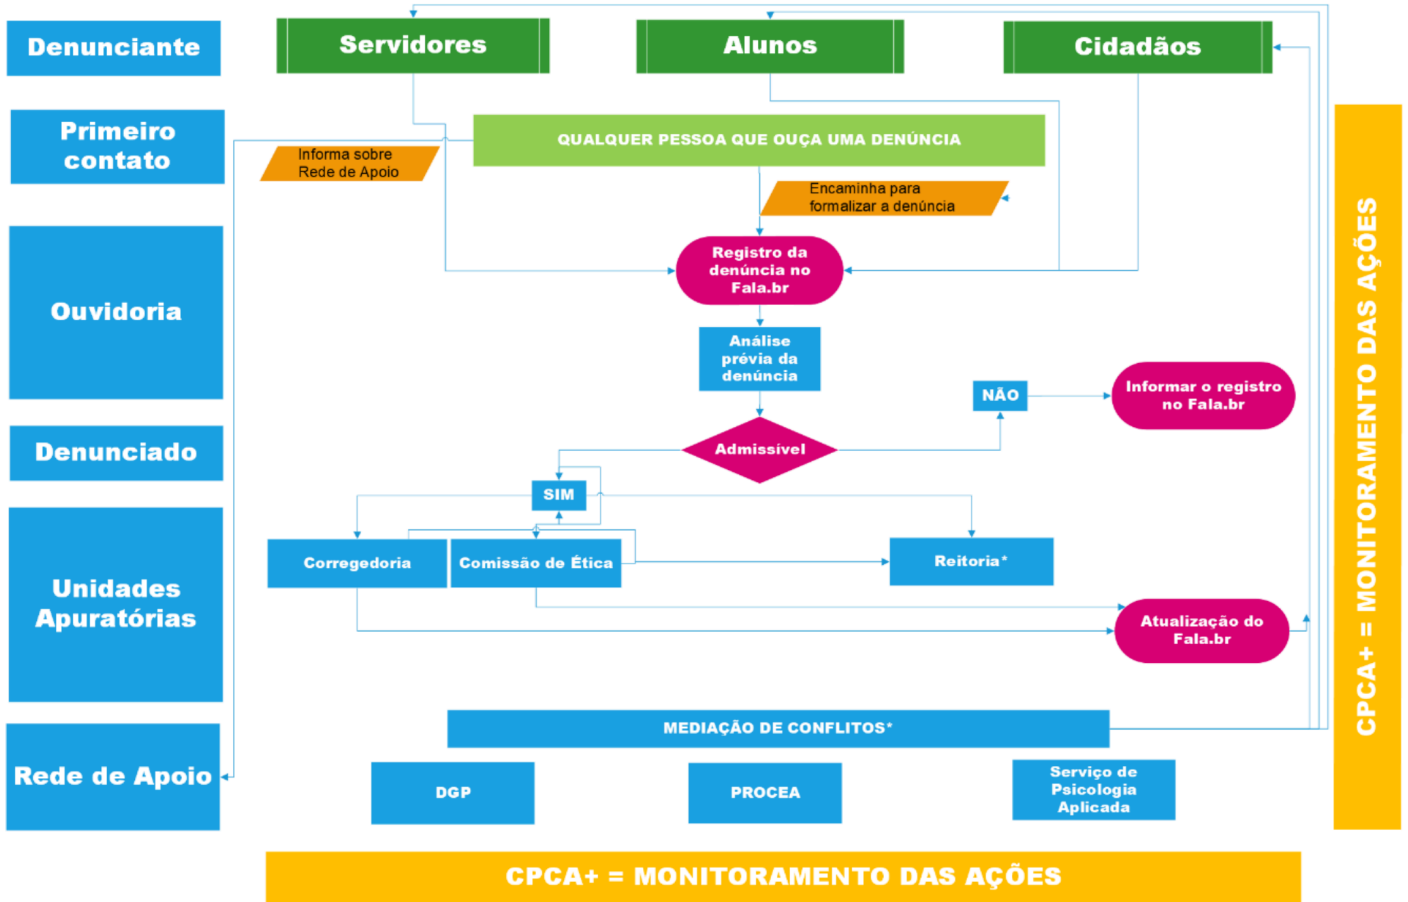 Denunciante
Servidores
Alunos
Cidadãos
Primeiro
contato
QUALQUER PESSOA QUE OUÇA UMA DENÚNCIA
Informa sobre
Rede de Apoio
Encaminha para
formalizar a denúncia
Ouvidoria
Registro da
denúncia no
Fala.br
Análise
prévia da
denúncia
NÃO
Informar o registro
no Fala.br
Denunciado
Admissível
SIM
Unidades
Apuratórias
Corregedoria
Comissão de Ética
Reitoria*
Atualização do
Fala.br
Rede de Apoio
MEDIAÇÃO DE CONFLITOS*
DGP
PROCEA
Serviço de
Psicologia
Aplicada
CPCA+ = MONITORAMENTO DAS AÇÕES
CPCA+ = MONITORAMENTO DAS AÇÕES